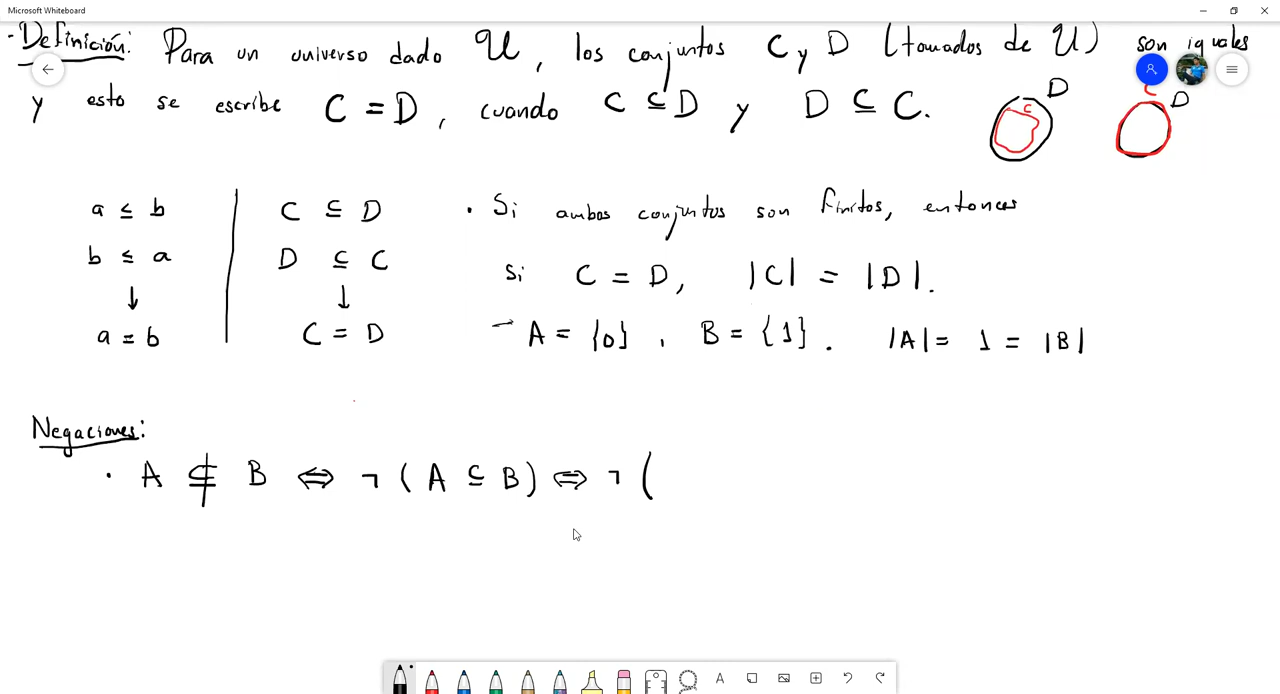 Microsoft Whiteboard
- Definición: Para un universo dado U, los conjuntos C y D (tomados de U) son iguales
y esto se escribe C = D, cuando C ⊆ D y D ⊆ C.
C D C D
a ≤ b
b ≤ a
↓
a = b
C ⊆ D
D ⊆ C
↓
C = D
• Si ambos conjuntos son finitos, entonces
Si C = D, |C| = |D|.
- A = {0}, B = {1}. |A| = 1 = |B|
Negaciones:
• A ⊈ B ⇔ ¬ (A ⊆ B) ⇔ ¬ (
A